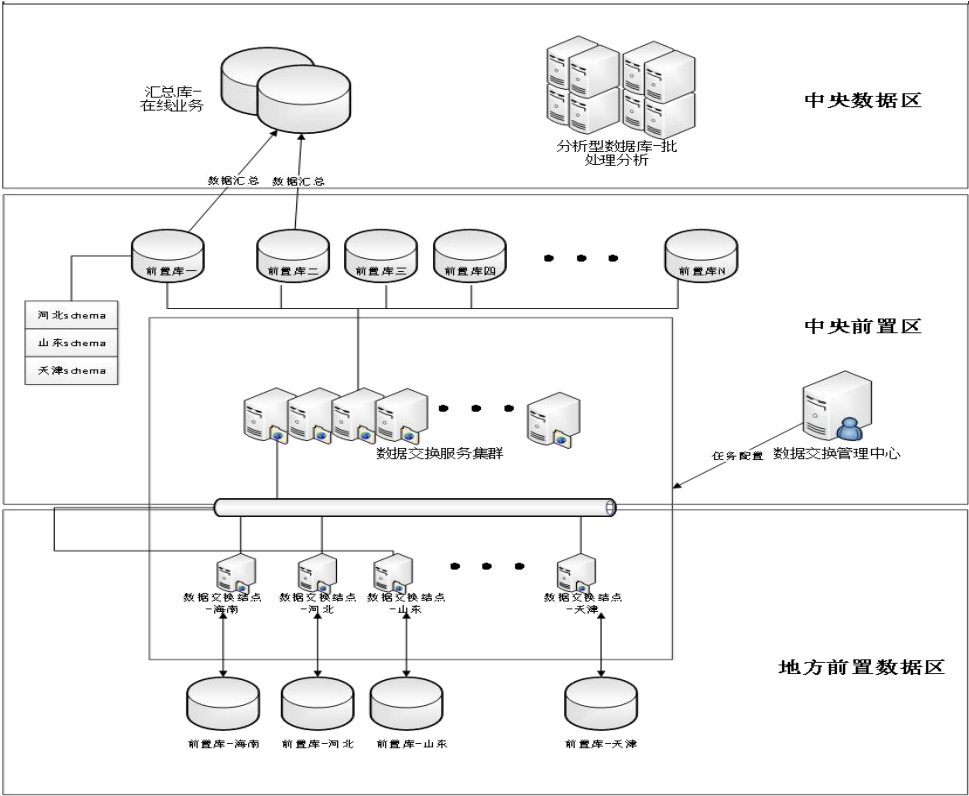 汇总库-
在线业务
分析型数据库-批
处理分析
中央数据区
数据汇总
数据汇总
前置库一
前置库二
前置库三
前置库四
前置库N
河北schema
山东schema
天津schema
中央前置区
数据交换服务集群
任务配置
数据交换管理中心
数据交换结点
-海南
数据交换结点
-河北
数据交换结点
-山东
数据交换结点
-天津
地方前置数据区
前置库-海南
前置库-河北
前置库-山东
前置库-天津